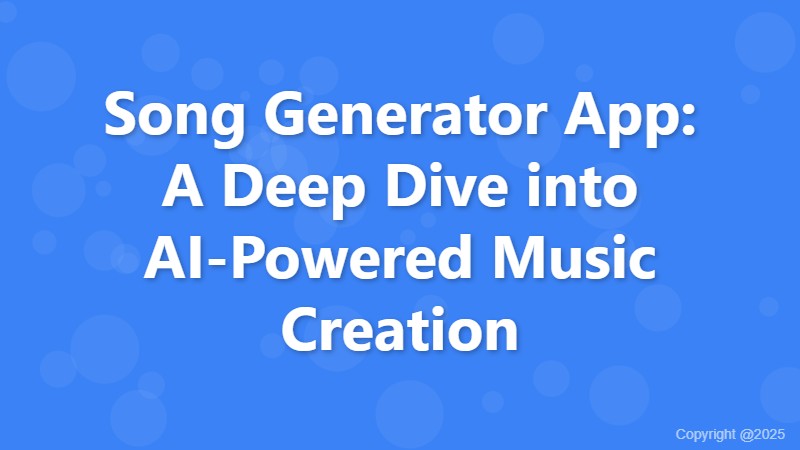 Song Generator App:
A Deep Dive into
AI-Powered Music
Creation
Copyright @2025